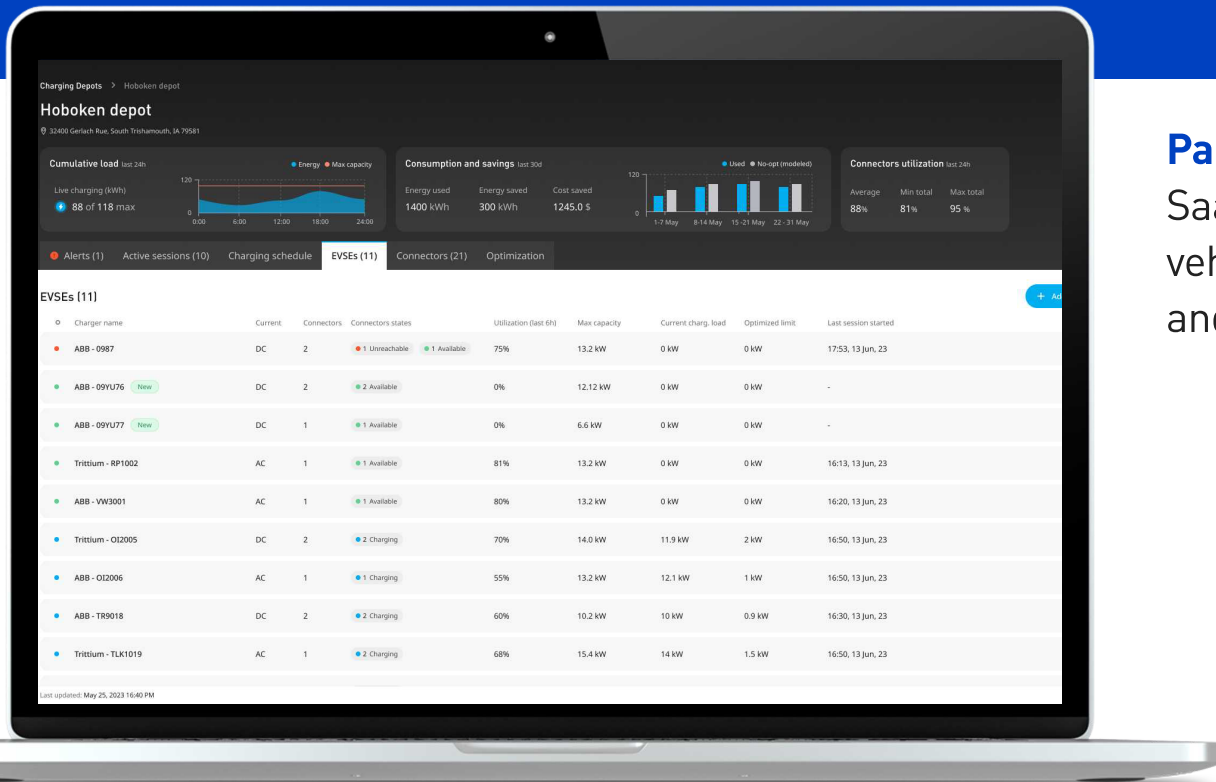 Charging Depots > Hoboken depot
Hoboken depot
32400 Gerlach Rue, South Trishamouth, IA 79581
Cumulative load last 24h
Energy Max capacity
Live charging (kWh)
88 of 118 max
120
0
0:00 6:00 12:00 18:00 24:00
Consumption and savings last 30d
Used No-opt (modeled)
Energy used Energy saved Cost saved
1400 kWh 300 kWh 1245.0 $
120
0
1-7 May 8-14 May 15-21 May 22-31 May
Connectors utilization last 24h
Average Min total Max total
88% 81% 95 %
Alerts (1) Active sessions (10) Charging schedule EVSEs (11) Connectors (21) Optimization
EVSEs (11)
+ Ad
Charger name Current Connectors Connectors states Utilization (last 6h) Max capacity Current charg. load Optimized limit Last session started
ABB - 0987 DC 2 1 Unreachable 1 Available 75% 13.2 kW 0 kW 0 kW 17:53, 13 Jun, 23
ABB - 09YU76 New DC 2 2 Available 0% 12.12 kW 0 kW 0 kW -
ABB - 09YU77 New DC 1 1 Available 0% 6.6 kW 0 kW 0 kW -
Trittium - RP1002 AC 1 1 Available 81% 13.2 kW 0 kW 0 kW 16:13, 13 Jun, 23
ABB - VW3001 AC 1 1 Available 80% 13.2 kW 0 kW 0 kW 16:20, 13 Jun, 23
Trittium - OI2005 DC 2 2 Charging 70% 14.0 kW 11.9 kW 2 kW 16:50, 13 Jun, 23
ABB - OI2006 AC 1 1 Charging 55% 13.2 kW 12.1 kW 1 kW 16:50, 13 Jun, 23
ABB - TR9018 DC 2 2 Charging 60% 10.2 kW 10 kW 0.9 kW 16:30, 13 Jun, 23
Trittium - TLK1019 AC 1 2 Charging 68% 15.4 kW 14 kW 1.5 kW 16:50, 13 Jun, 23
Last updated: May 25, 2023 16:40 PM
Pa
Saa
veh
and